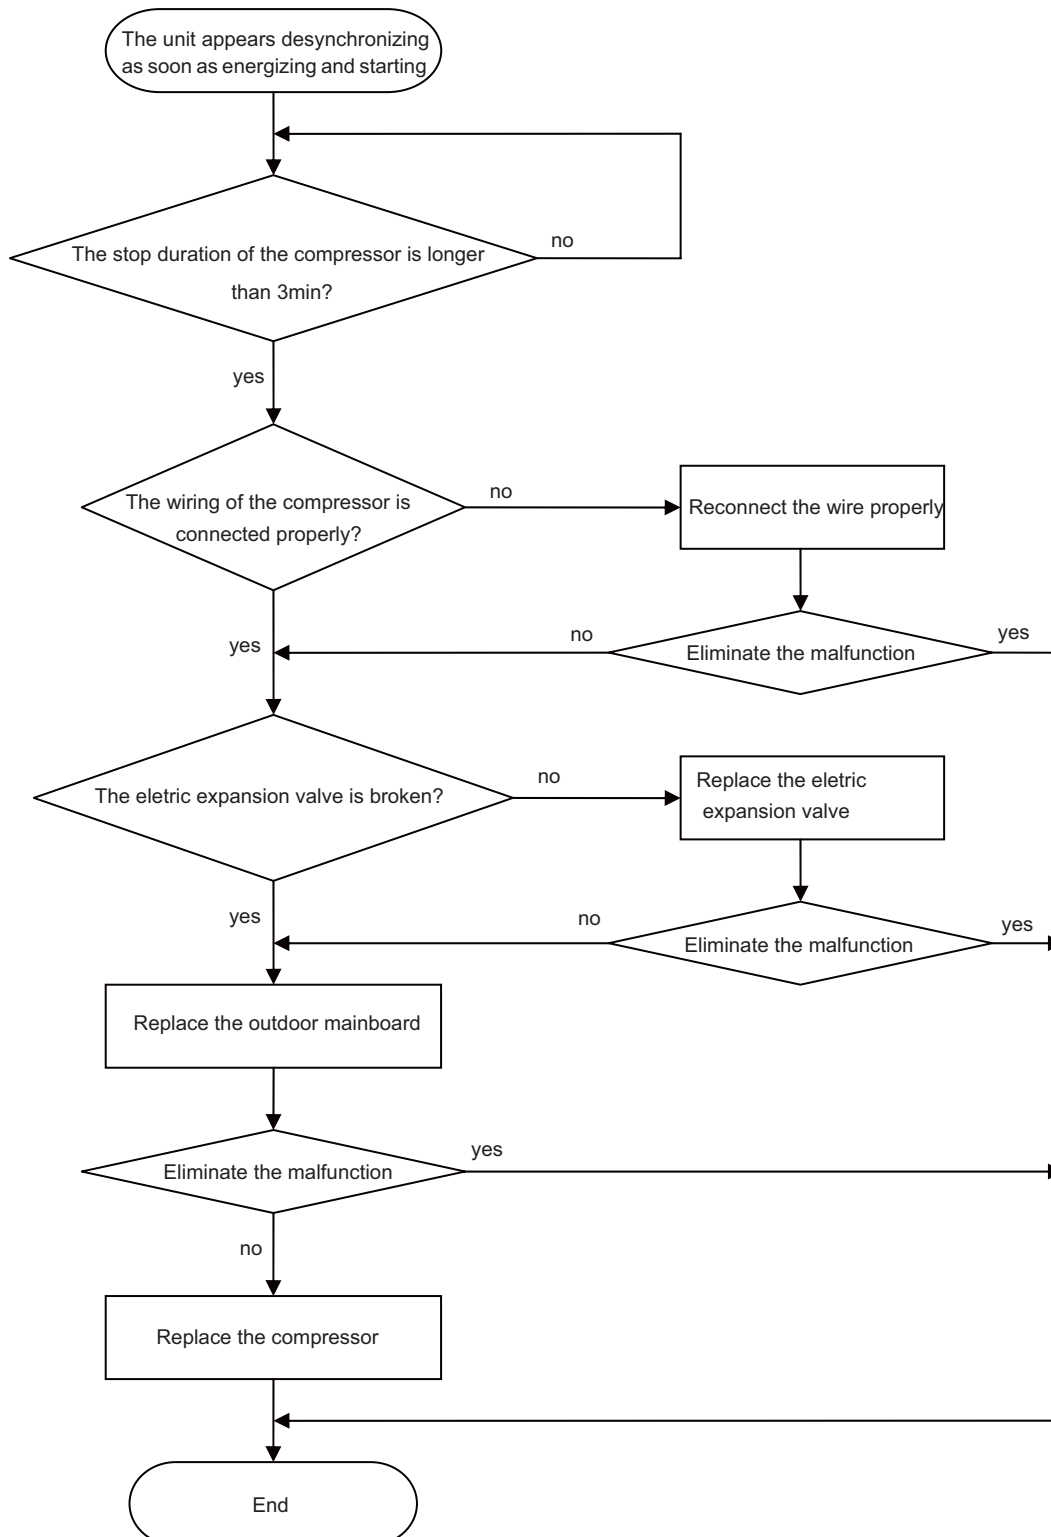 The unit appears desynchronizing
as soon as energizing and starting
no
The stop duration of the compressor is longer
than 3min?
yes
The wiring of the compressor is
connected properly?
no
Reconnect the wire properly
yes
no
Eliminate the malfunction
yes
The eletric expansion valve is broken?
no
Replace the eletric
expansion valve
yes
no
Eliminate the malfunction
yes
Replace the outdoor mainboard
Eliminate the malfunction
yes
no
Replace the compressor
End